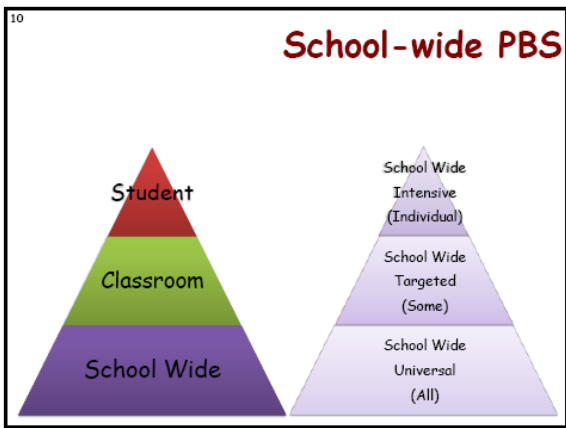 10
School-wide PBS
Student
Classroom
School Wide
School Wide
Intensive
(Individual)
School Wide
Targeted
(Some)
School Wide
Universal
(All)